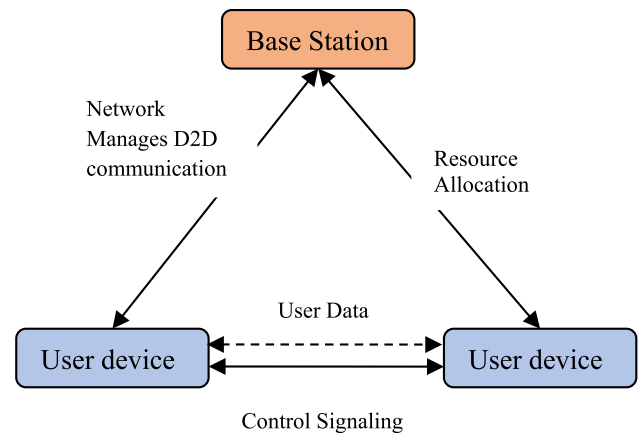 Base Station
Network
Manages D2D
communication
Resource
Allocation
User Data
User device
User device
Control Signaling